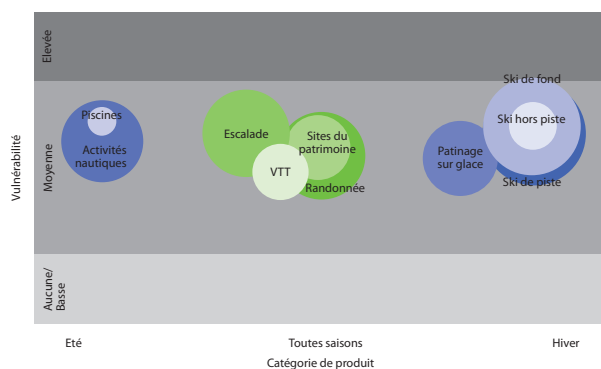 Vulnérabilité
Elevée
Moyenne
Aucune/
Basse
Piscines
Activités
nautiques
Escalade
Sites du
patrimoine
VTT
Randonnée
Patinage
sur glace
Ski de fond
Ski hors piste
Ski de piste
Eté
Toutes saisons
Hiver
Catégorie de produit